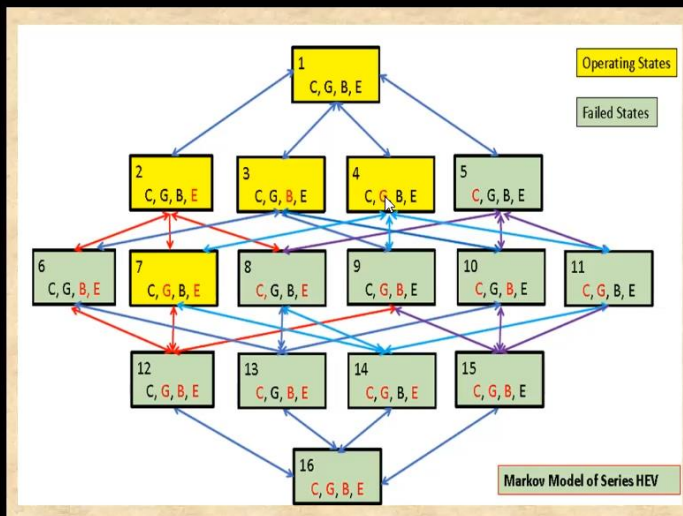 1
C, G, B, E
Operating States
Failed States
2
C, G, B, E
3
C, G, B, E
4
C, G, B, E
5
C, G, B, E
6
C, G, B, E
7
C, G, B, E
8
C, G, B, E
9
C, G, B, E
10
C, G, B, E
11
C, G, B, E
12
C, G, B, E
13
C, G, B, E
14
C, G, B, E
15
C, G, B, E
16
C, G, B, E
Markov Model of Series HEV